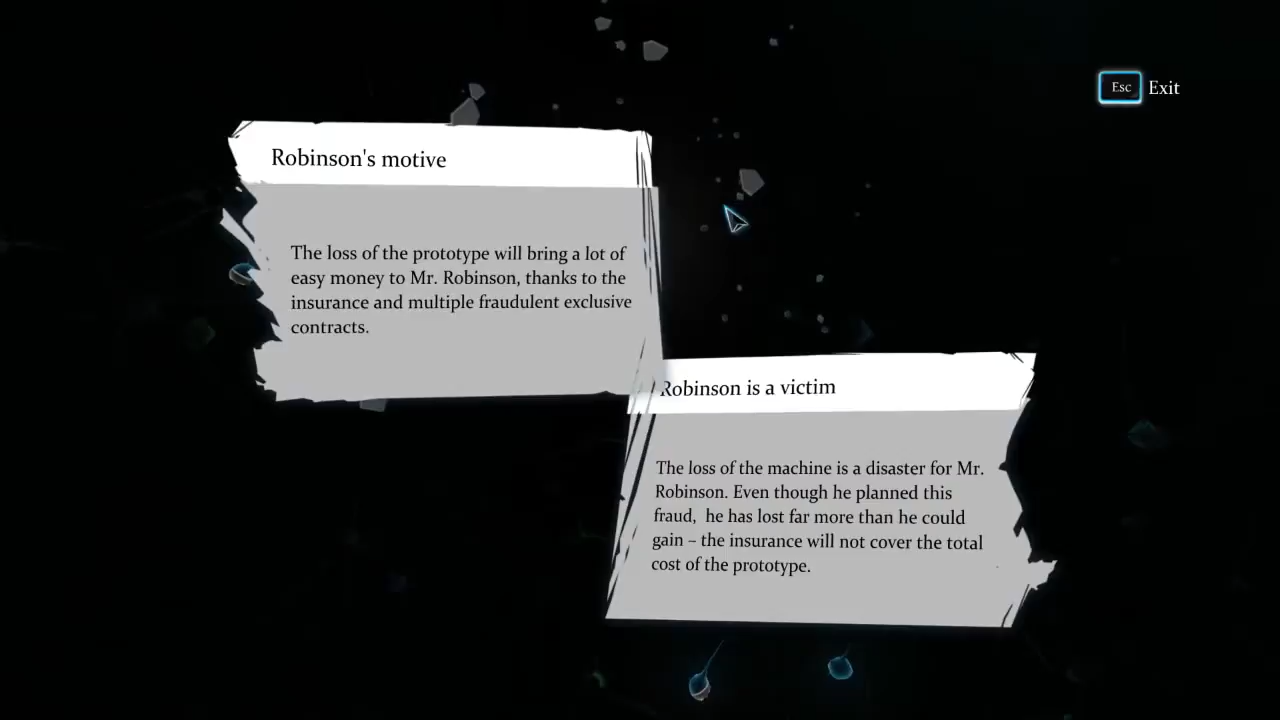 Esc Exit
Robinson's motive
The loss of the prototype will bring a lot of
easy money to Mr. Robinson, thanks to the
insurance and multiple fraudulent exclusive
contracts.
Robinson is a victim
The loss of the machine is a disaster for Mr.
Robinson. Even though he planned this
fraud, he has lost far more than he could
gain – the insurance will not cover the total
cost of the prototype.